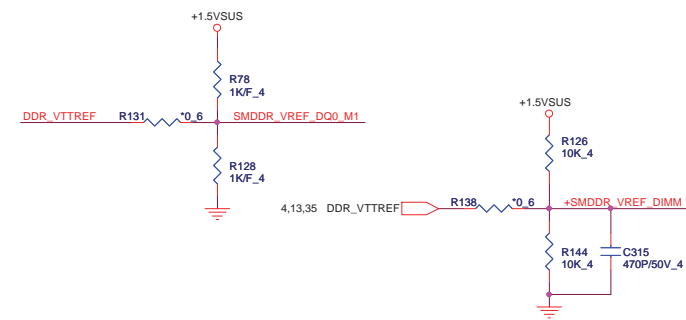 +1.5VSUS
R78
1K/F_4
DDR_VTTREF
R131
*0_6
SMDDR_VREF_DQ0_M1
R128
1K/F_4
+1.5VSUS
R126
10K_4
4,13,35
DDR_VTTREF
R138
*0_6
+SMDDR_VREF_DIMM
R144
10K_4
C315
470P/50V_4